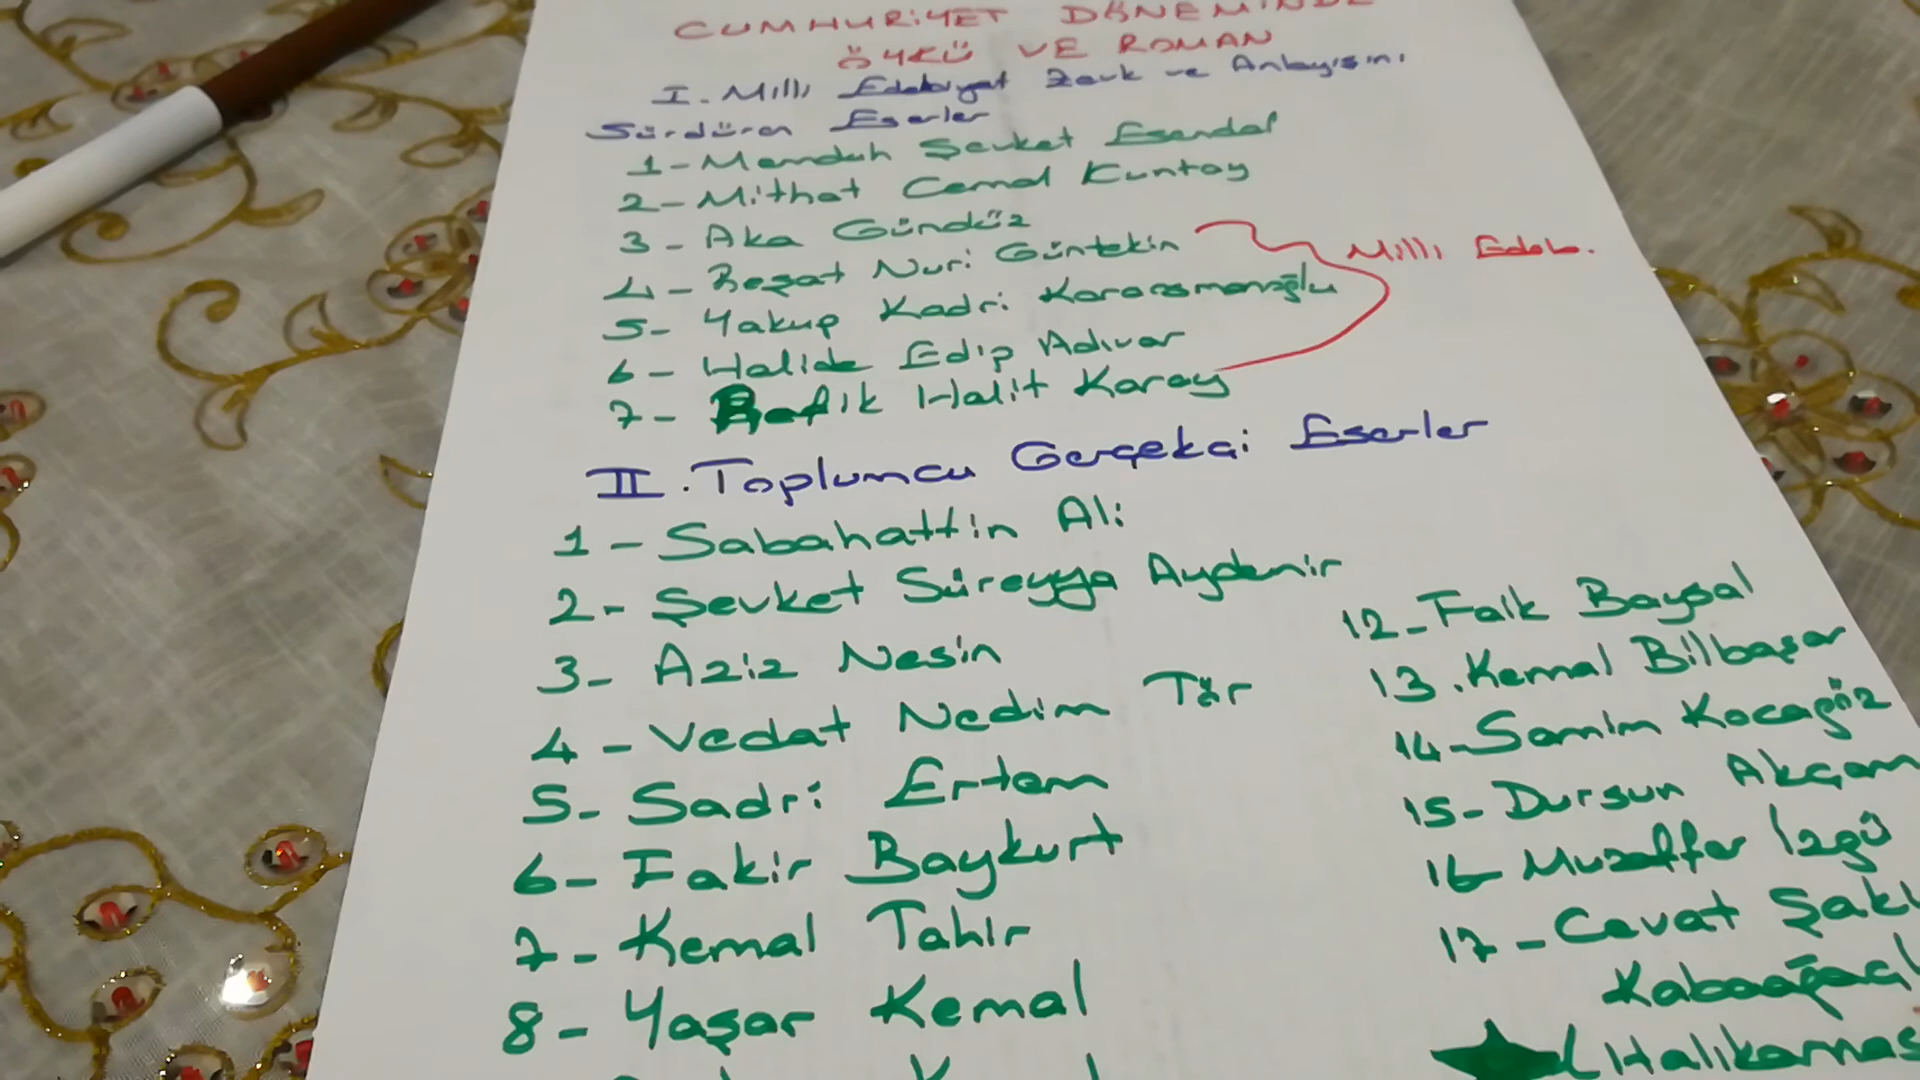 CUMHURİYET DÖNEMİNDE
ÖYKÜ VE ROMAN
I. Milli Edebiyat Zevk ve Anlayışını
Sürdüren Eserler
1- Memduh Şevket Esendal
2- Mithat Cemal Kuntay
3- Aka Gündüz
4- Reşat Nuri Güntekin
5- Yakup Kadri Karaosmanoğlu
6- Halide Edip Adıvar
7- Refik Halit Karay
Milli Edeb.
II. Toplumcu Gerçekçi Eserler
1- Sabahattin Ali
2- Şevket Süreyya Aydemir
3- Aziz Nesin
4- Vedat Nedim Tör
5- Sadri Ertem
6- Fakir Baykurt
7- Kemal Tahir
8- Yaşar Kemal
12- Faik Baysal
13. Kemal Bilbaşar
14- Samim Kocagöz
15- Dursun Akçam
16- Muzaffer İzgü
17- Cevat Şaki
Kabaağaçl
(Halikarnas